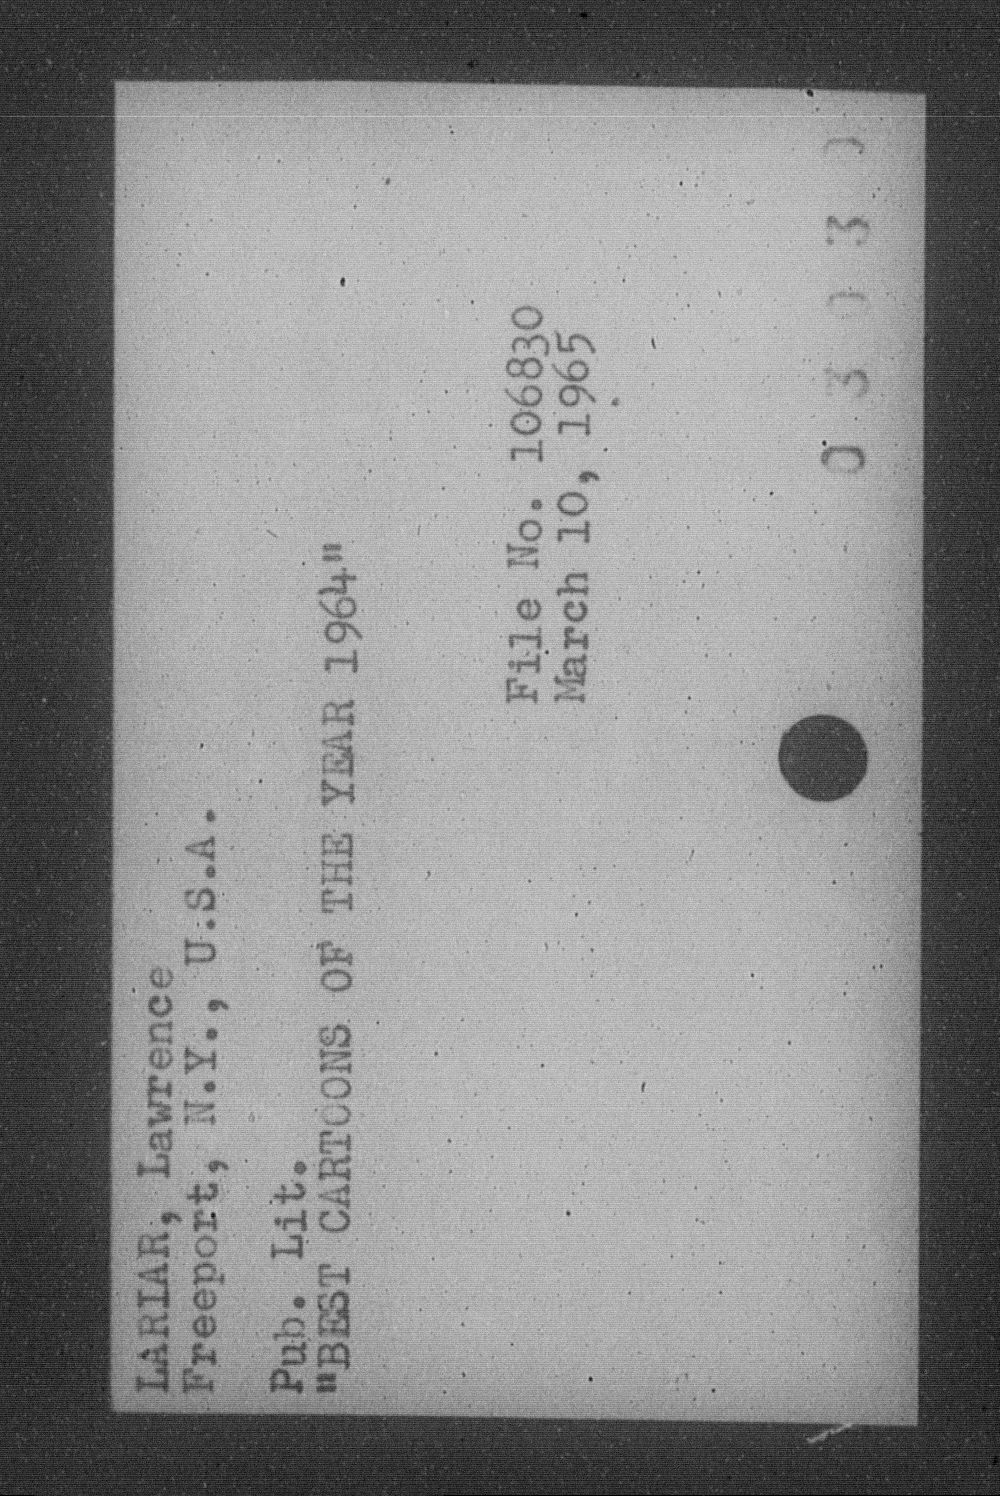 LARIAR, Lawrence
Freeport, N.Y., U.S.A.
Pub. Lit.
"BEST CARTOONS OF THE YEAR 1964"
File No. 106830
March 10, 1965